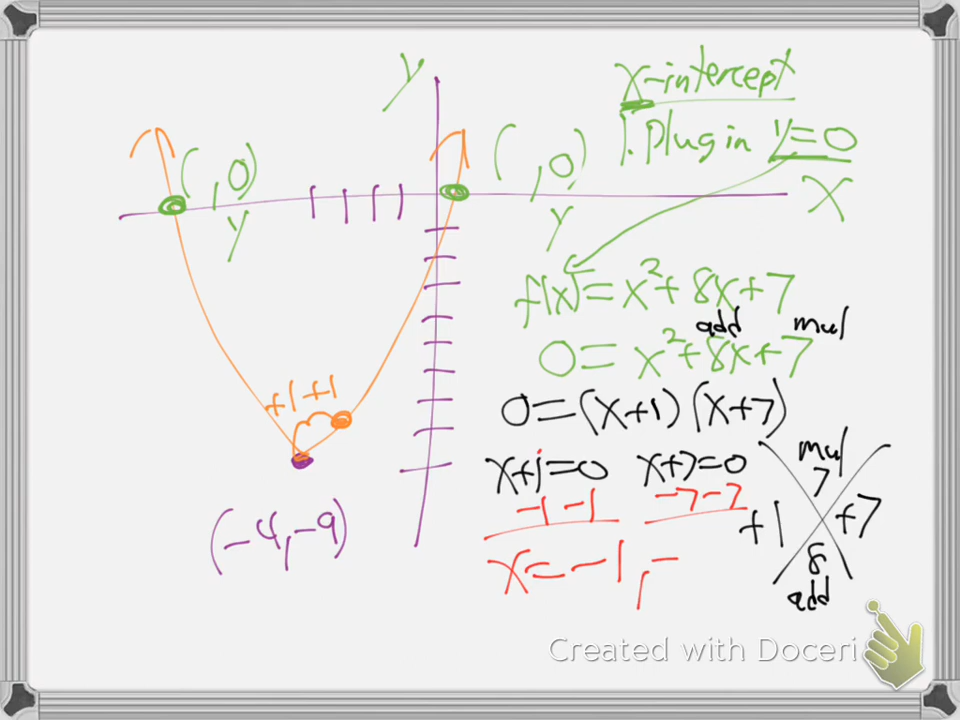 y
x-intercept
1. Plug in y=0
( ,0)
( ,0)
x
y
y
f(x)=x²+8x+7
add mul
0=x²+8x+7
0=(x+1)(x+7)
+1 +1
x+1=0 x+7=0
-1 -1 -7 -7
x=-1,-
mul
7
+1 +7
8
add
(-4,-9)
Created with Doceri